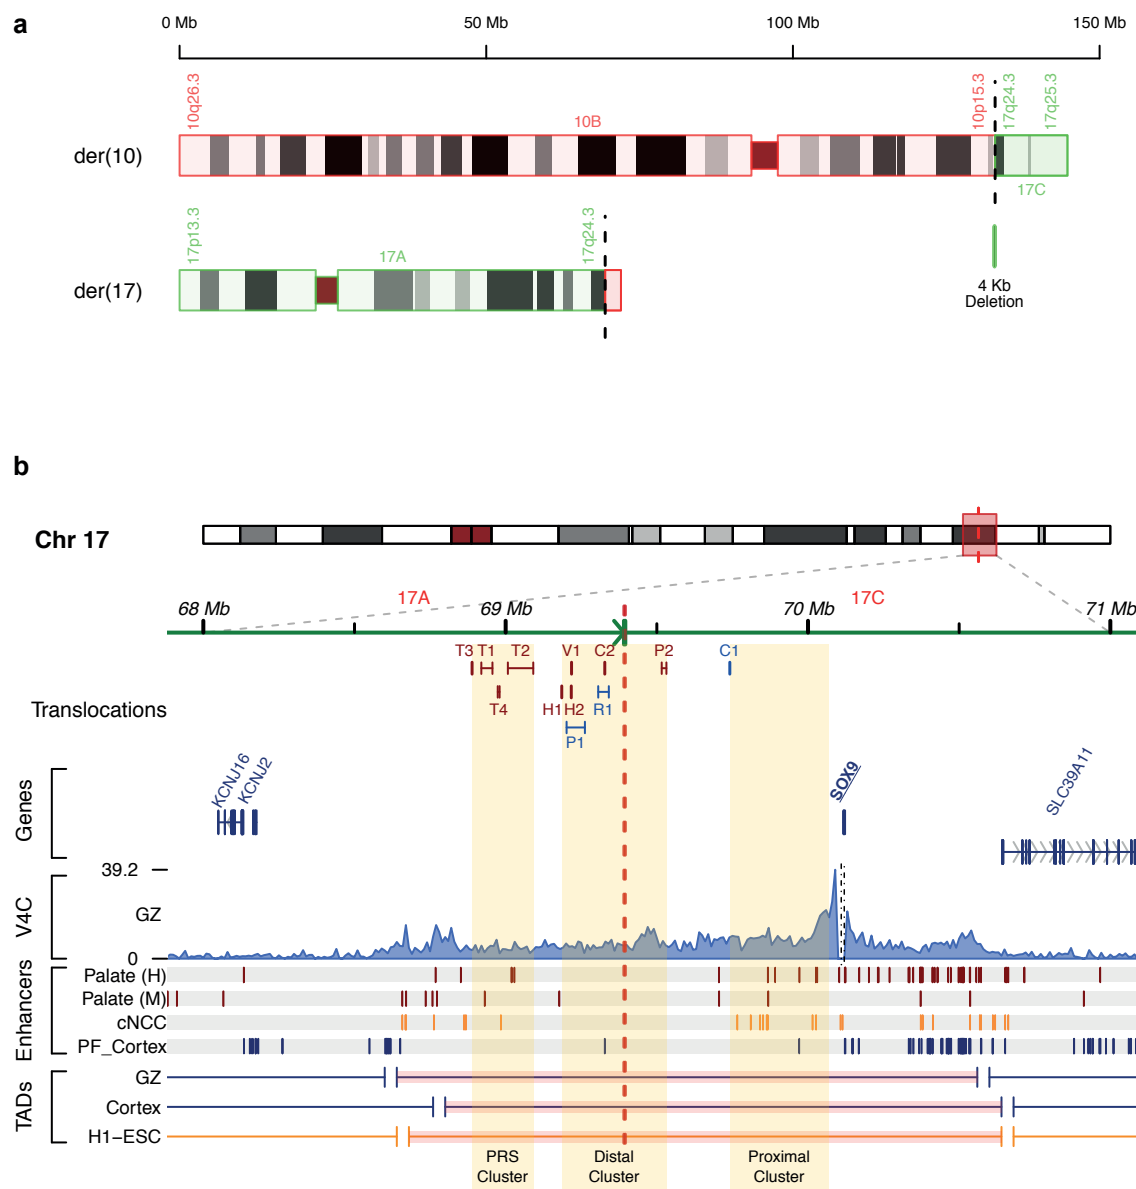 a
0 Mb 50 Mb 100 Mb 150 Mb
10q26.3 10B 10p15.3 17q24.3 17q25.3
der(10)
17C
17p13.3 17A 17q24.3
der(17)
4 Kb
Deletion
b
Chr 17
17A 17C
68 Mb 69 Mb 70 Mb 71 Mb
T3 T1 T2 V1 C2 P2 C1
Translocations
T4 H1 H2 R1
P1
Genes
KCNJ16 KCNJ2 SOX9 SLC39A11
39.2
V4C
GZ
0
Enhancers
Palate (H)
Palate (M)
cNCC
PF_Cortex
TADs
GZ
Cortex
H1−ESC
PRS Distal Proximal
Cluster Cluster Cluster